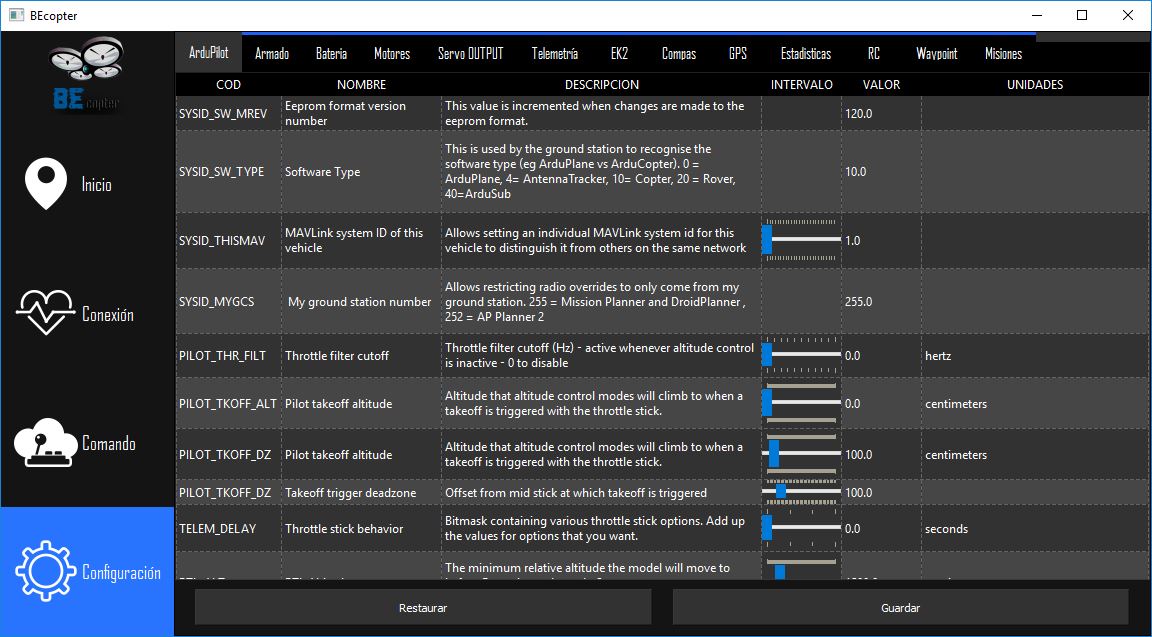 BEcopter
BE copter
Inicio
Conexión
Comando
Configuración
ArduPilot Armado Bateria Motores Servo OUTPUT Telemetría EK2 Compas GPS Estadisticas RC Waypoint Misiones
COD NOMBRE DESCRIPCION INTERVALO VALOR UNIDADES
SYSID_SW_MREV
Eeprom format version
number
This value is incremented when changes are made to the
eeprom format.
120.0
SYSID_SW_TYPE
Software Type
This is used by the ground station to recognise the
software type (eg ArduPlane vs ArduCopter). 0 =
ArduPlane, 4= AntennaTracker, 10= Copter, 20 = Rover,
40=ArduSub
10.0
SYSID_THISMAV
MAVLink system ID of this
vehicle
Allows setting an individual MAVLink system id for this
vehicle to distinguish it from others on the same network
1.0
SYSID_MYGCS
My ground station number
Allows restricting radio overrides to only come from my
ground station. 255 = Mission Planner and DroidPlanner ,
252 = AP Planner 2
255.0
PILOT_THR_FILT
Throttle filter cutoff
Throttle filter cutoff (Hz) - active whenever altitude control
is inactive - 0 to disable
0.0
hertz
PILOT_TKOFF_ALT
Pilot takeoff altitude
Altitude that altitude control modes will climb to when a
takeoff is triggered with the throttle stick.
0.0
centimeters
PILOT_TKOFF_DZ
Pilot takeoff altitude
Altitude that altitude control modes will climb to when a
takeoff is triggered with the throttle stick.
100.0
centimeters
PILOT_TKOFF_DZ
Takeoff trigger deadzone
Offset from mid stick at which takeoff is triggered
100.0
TELEM_DELAY
Throttle stick behavior
Bitmask containing various throttle stick options. Add up
the values for options that you want.
0.0
seconds
The minimum relative altitude the model will move to
Restaurar
Guardar